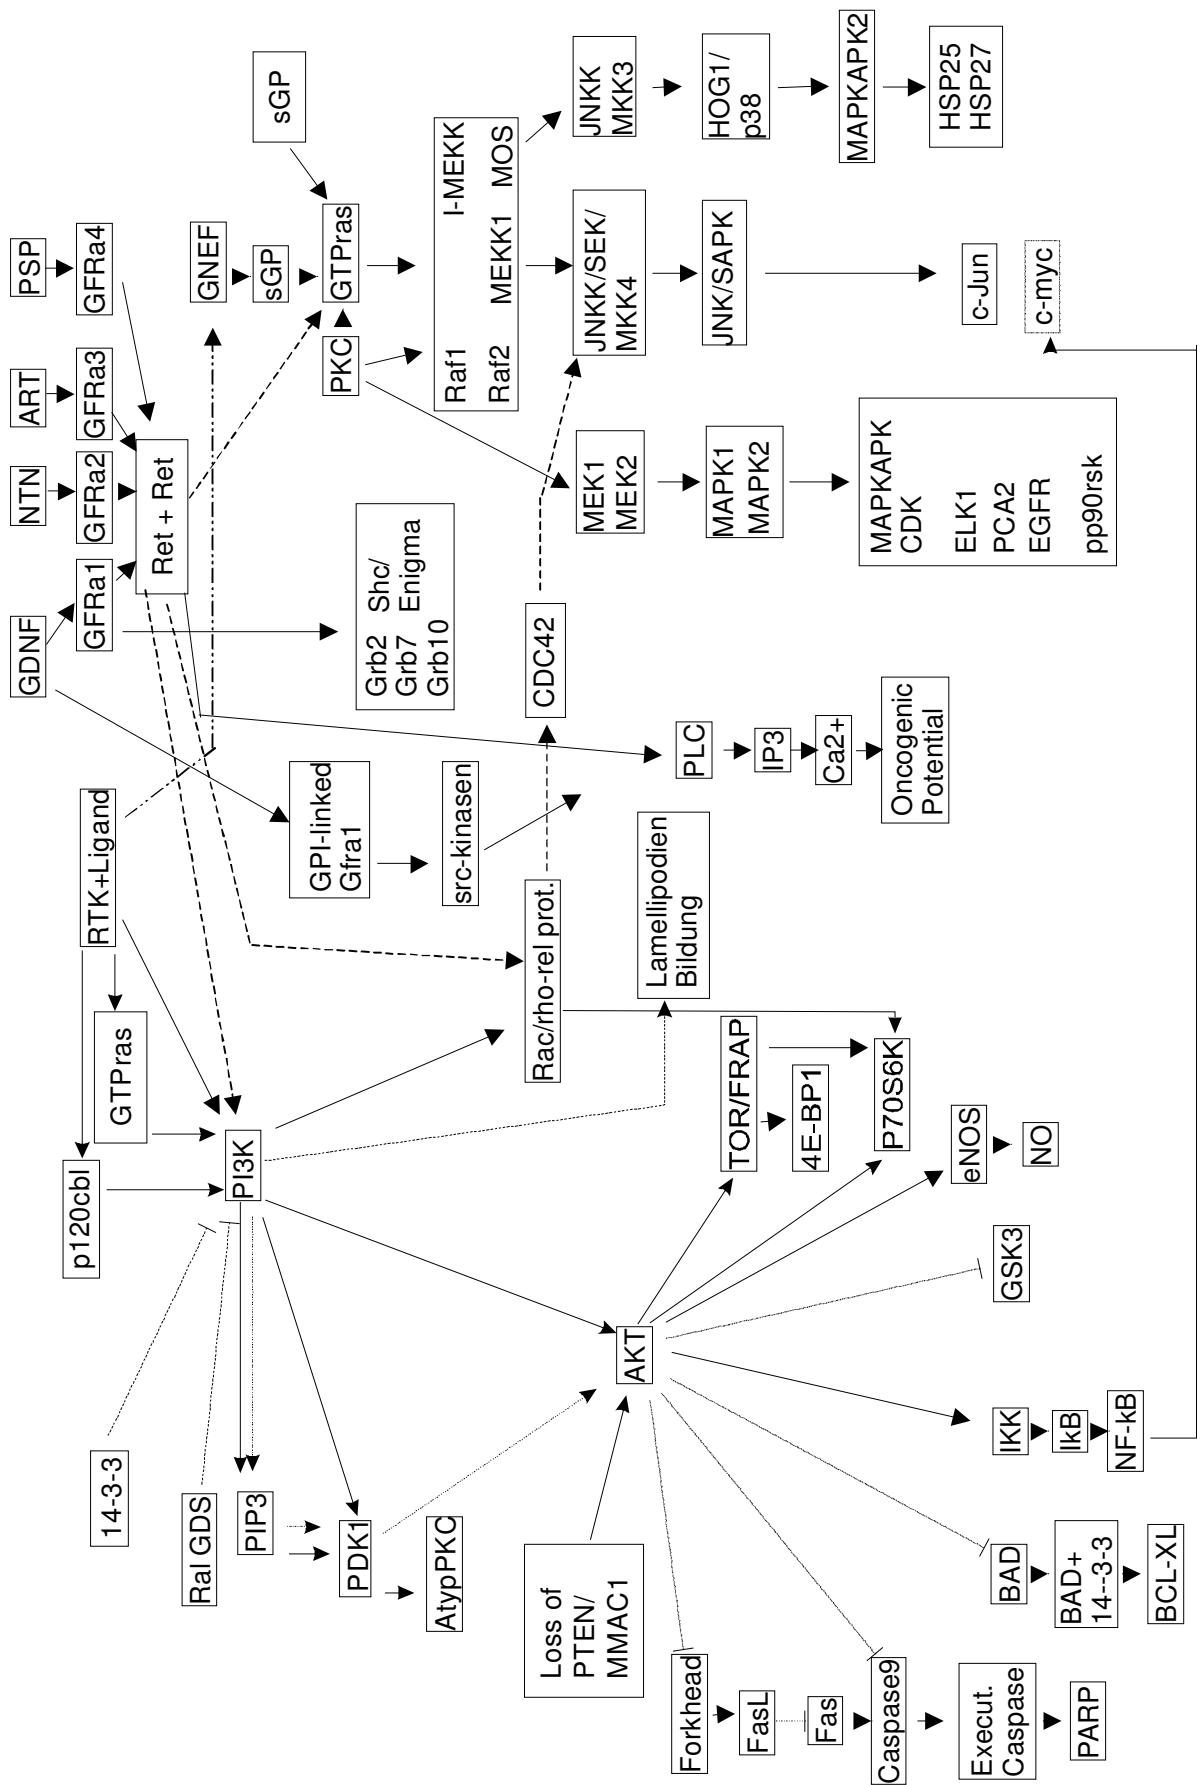 14-3-3
p120cbl
GTPras
RTK+Ligand
GDNF
NTN
ART
PSP
GFRa1
GFRa2
GFRa3
GFRa4
Ral GDS
PIP3
PI3K
Ret + Ret
GNEF
sGP
sGP
PDK1
PKC
GTPras
GPI-linked
Gfra1
Grb2 Shc/
Grb7 Enigma
Grb10
AtypPKC
src-kinasen
Raf1 I-MEKK
Raf2 MEKK1 MOS
Loss of
PTEN/
MMAC1
Rac/rho-rel prot.
CDC42
MEK1
MEK2
JNKK/SEK/
MKK4
JNKK
MKK3
AKT
Lamellipodien
Bildung
Forkhead
PLC
MAPK1
MAPK2
JNK/SAPK
HOG1/
p38
FasL
TOR/FRAP
IP3
Fas
4E-BP1
Ca2+
MAPKAPK2
Caspase9
P70S6K
Oncogenic
Potential
MAPKAPK
CDK
ELK1
PCA2
EGFR
pp90rsk
HSP25
HSP27
Execut.
Caspase
PARP
BAD
BAD+
14--3-3
BCL-XL
IKK
IkB
NF-kB
GSK3
eNOS
NO
c-Jun
c-myc